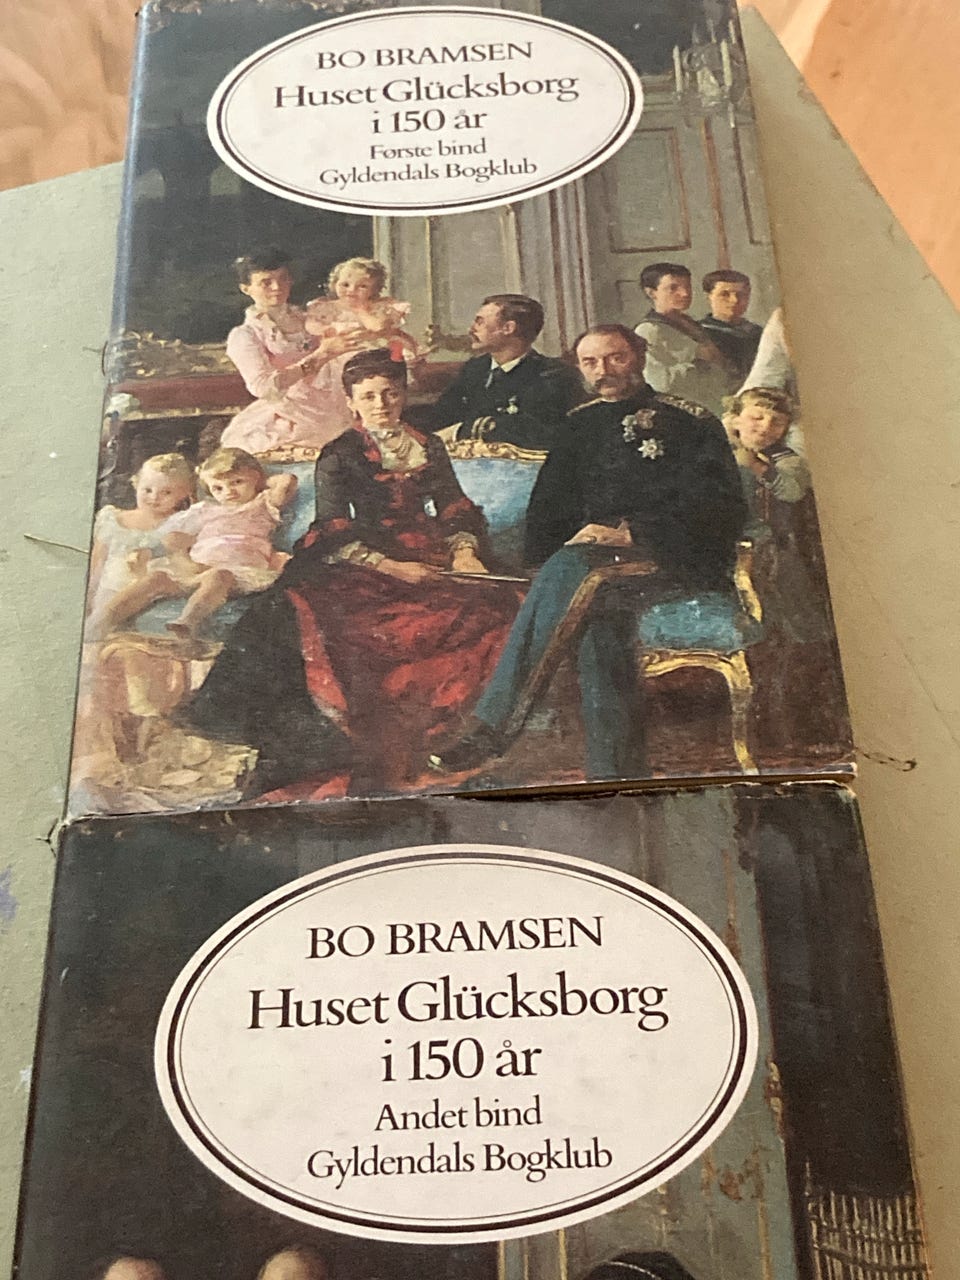 BO BRAMSEN
Huset Glücksborg
i 150 år
Første bind
Gyldendals Bogklub
BO BRAMSEN
Huset Glücksborg
i 150 år
Andet bind
Gyldendals Bogklub